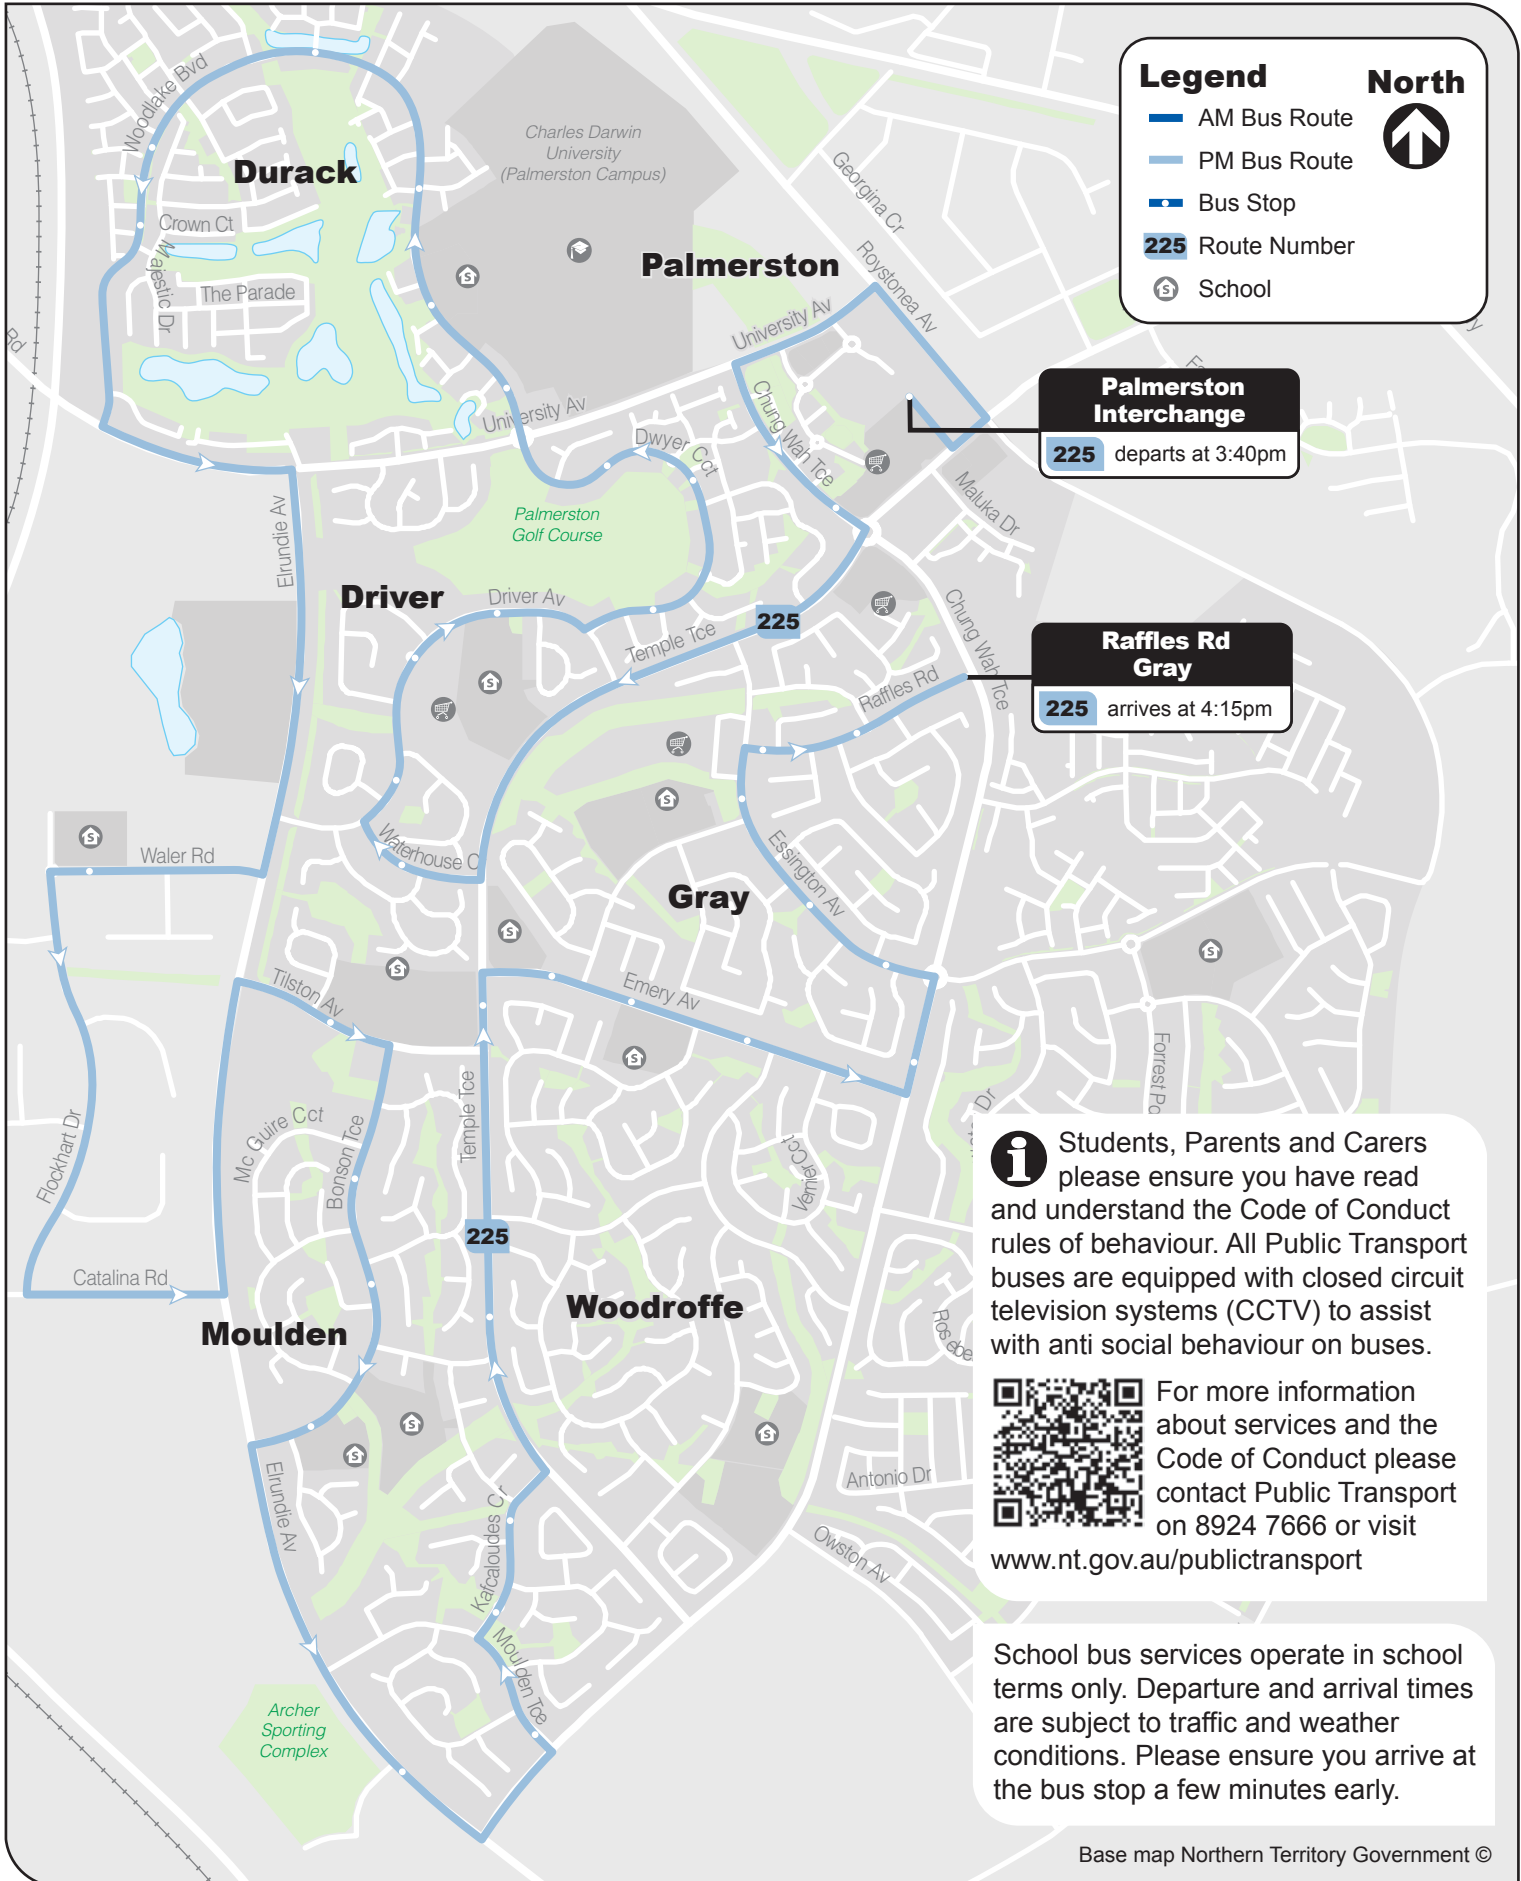 Legend
North
AM Bus Route
PM Bus Route
Bus Stop
225 Route Number
School
Woodlake Bvd
Durack
Crown Ct
Majestic Dr
The Parade
Rd
Charles Darwin
University
(Palmerston Campus)
Palmerston
Georgina Cr
Roystonea Av
University Av
University Av
Chung Wah Tce
Dwyer Cct
Palmerston
Interchange
225 departs at 3:40pm
Maluka Dr
Palmerston
Golf Course
Elrundie Av
Driver
Driver Av
225
Temple Tce
Chung Wah Tce
Raffles Rd
Raffles Rd
Gray
225 arrives at 4:15pm
Waler Rd
Waterhouse C
Essington Av
Gray
Tilston Av
Emery Av
Forrest Pd
Dr
Flockhart Dr
Mc Guire Cct
Bonson Tce
Temple Tce
Vernier Cct
225
Catalina Rd
Moulden
Woodroffe
Rosebe
Elrundie Av
Kafcaloudes Cr
Antonio Dr
Owston Av
Moulden Tce
Archer
Sporting
Complex
Students, Parents and Carers
please ensure you have read
and understand the Code of Conduct
rules of behaviour. All Public Transport
buses are equipped with closed circuit
television systems (CCTV) to assist
with anti social behaviour on buses.
For more information
about services and the
Code of Conduct please
contact Public Transport
on 8924 7666 or visit
www.nt.gov.au/publictransport
School bus services operate in school
terms only. Departure and arrival times
are subject to traffic and weather
conditions. Please ensure you arrive at
the bus stop a few minutes early.
Base map Northern Territory Government ©